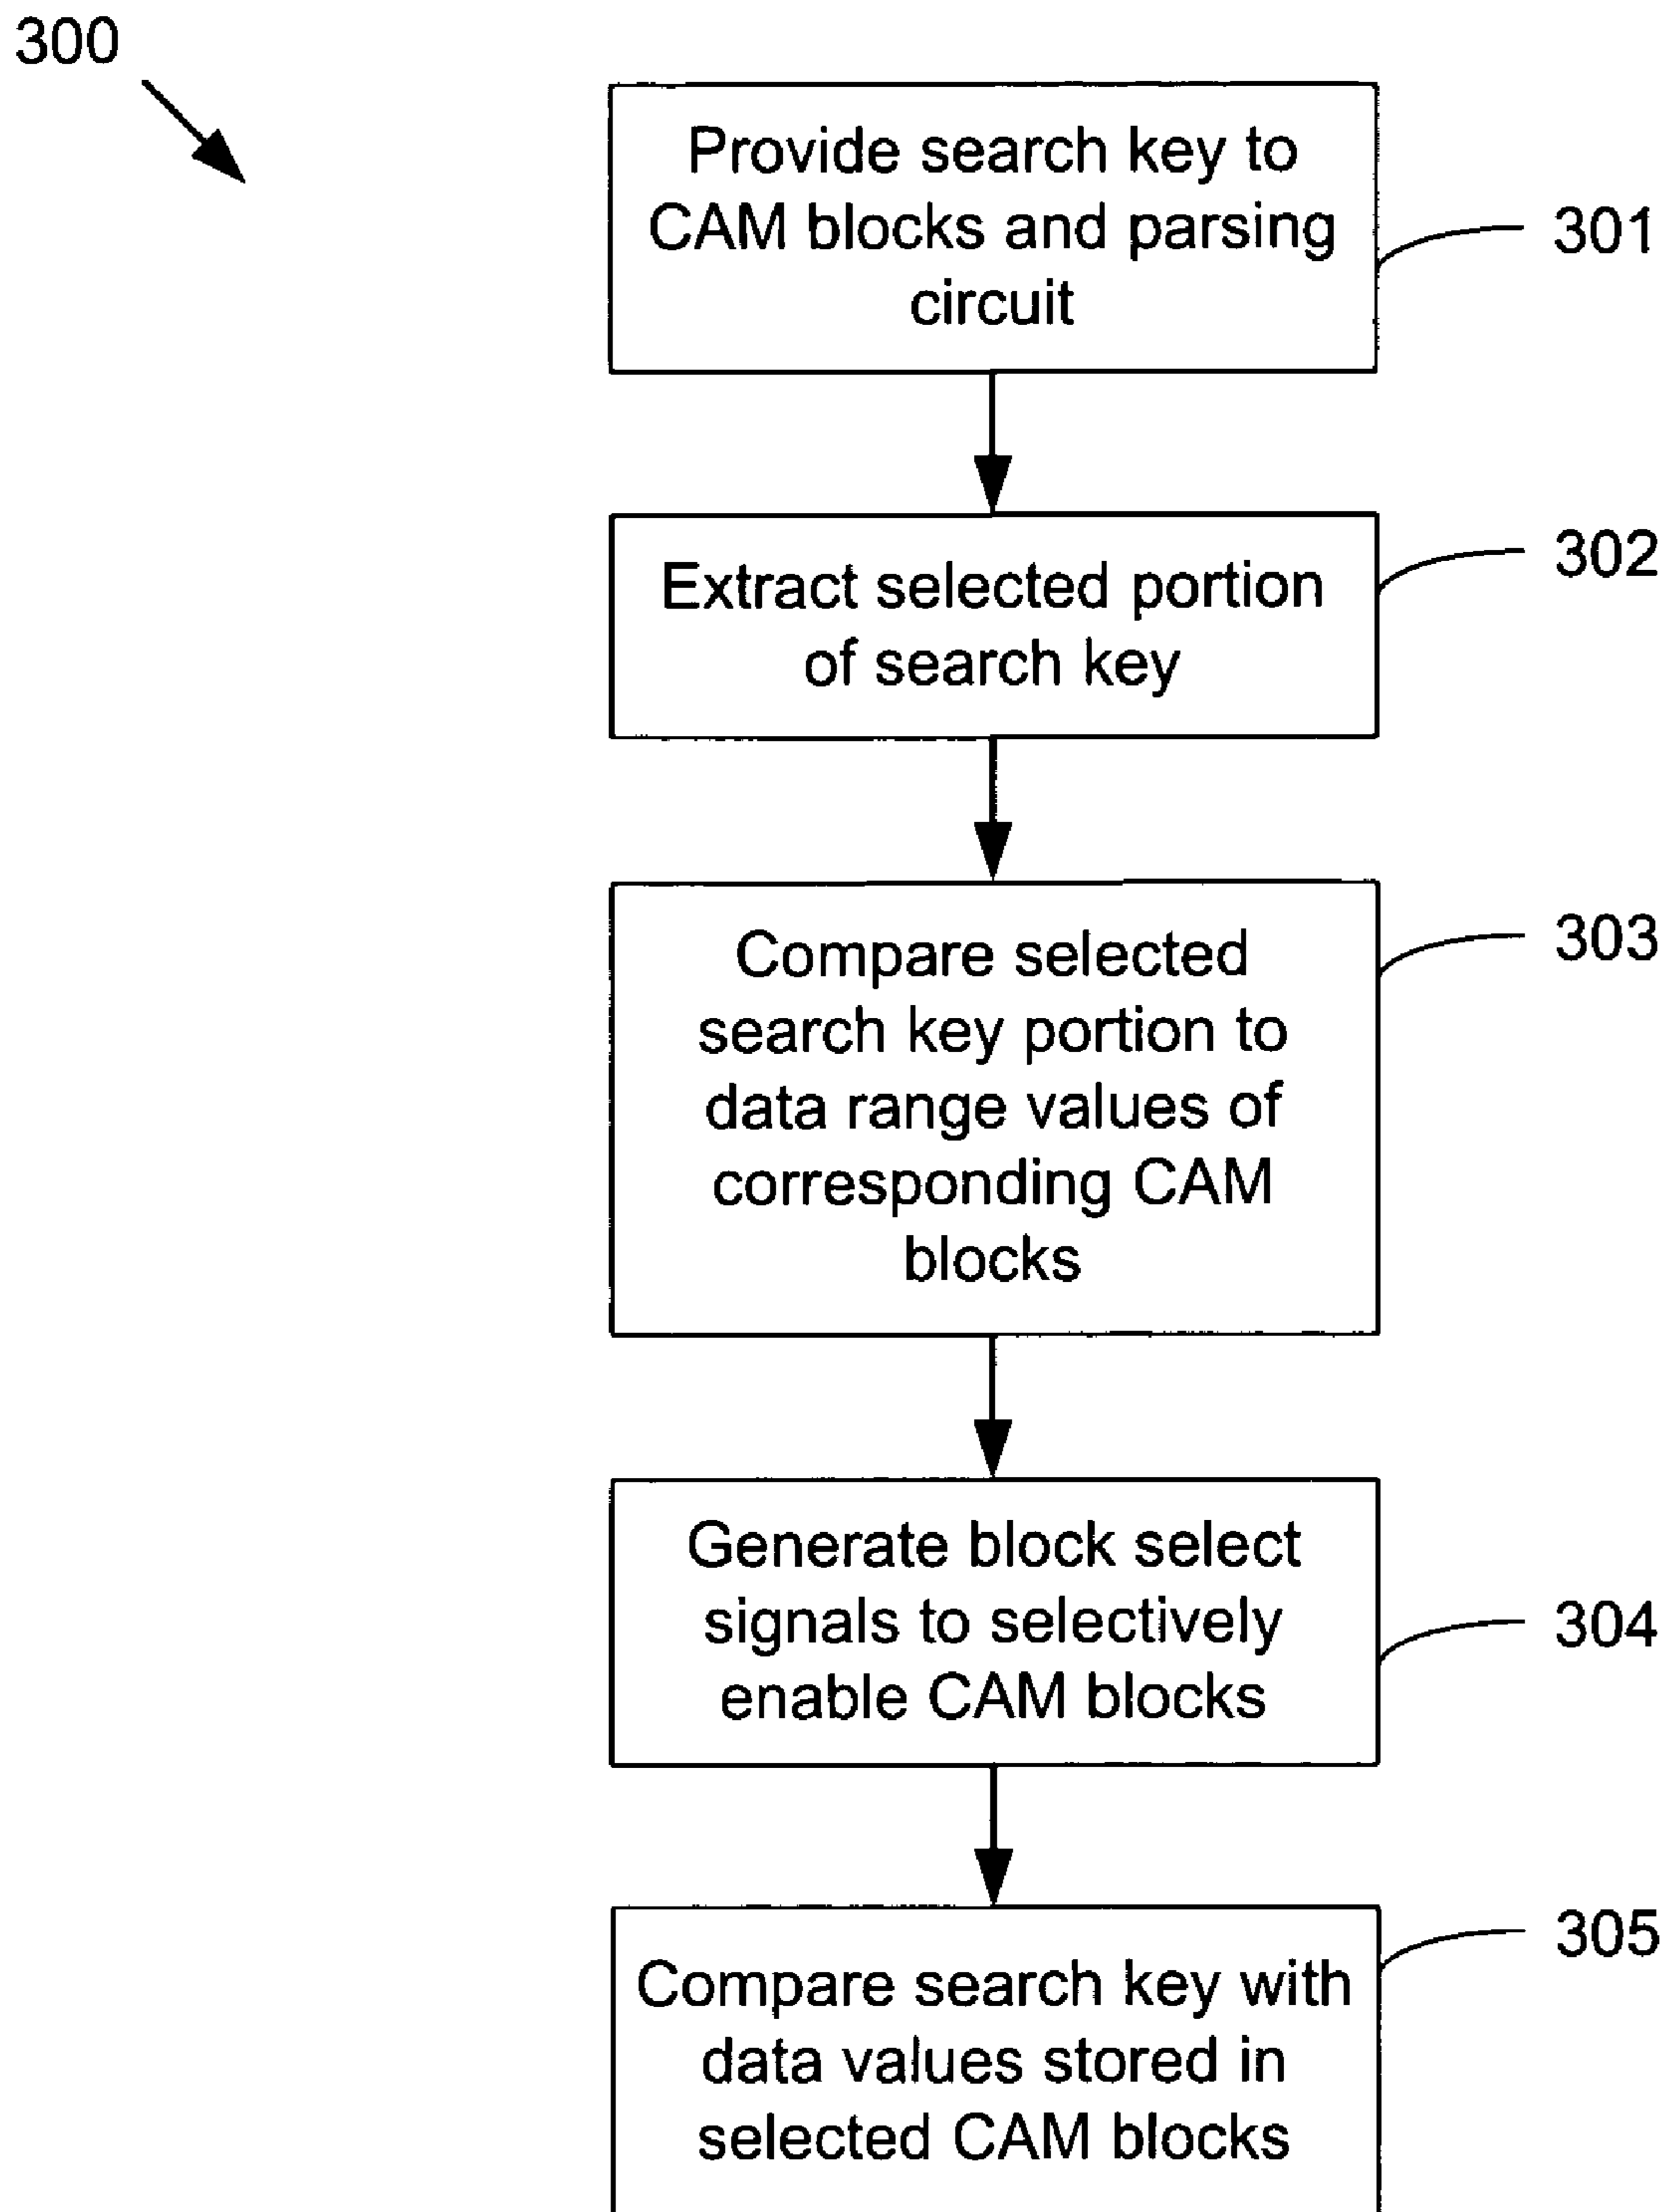 300
Provide search key to
CAM blocks and parsing
circuit
301
Extract selected portion
of search key
302
Compare selected
search key portion to
data range values of
corresponding CAM
blocks
303
Generate block select
signals to selectively
enable CAM blocks
304
Compare search key with
data values stored in
selected CAM blocks
305